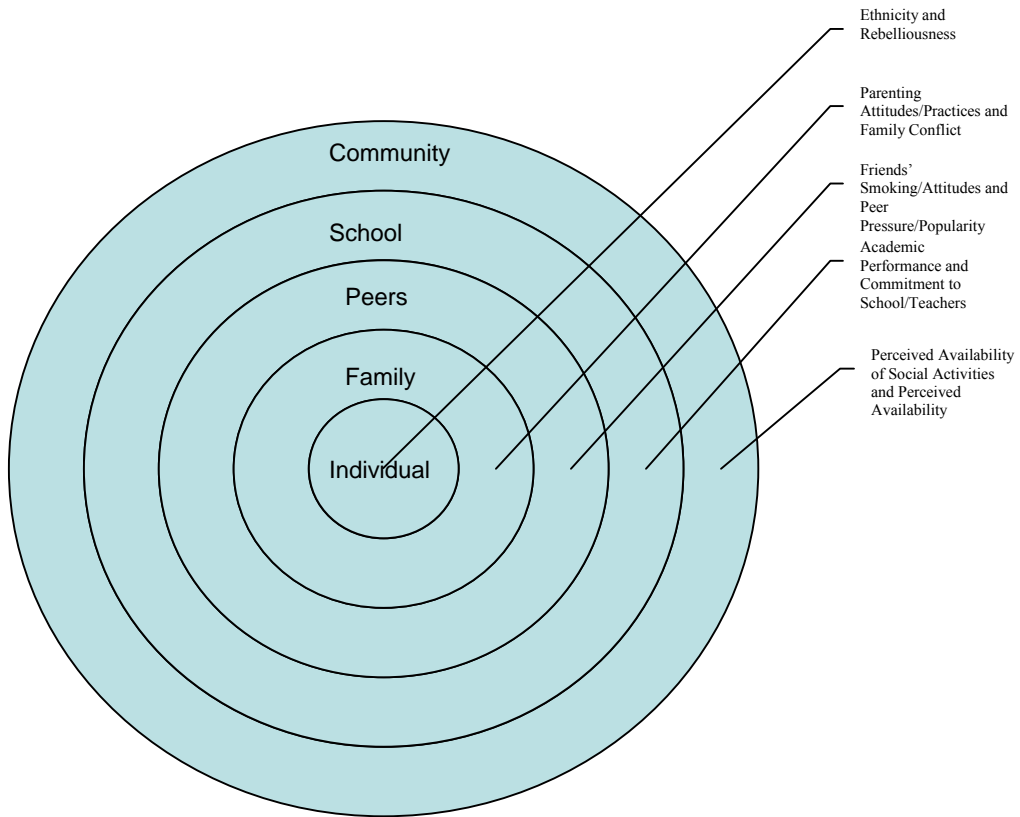 Ethnicity and
Rebelliousness
Parenting
Attitudes/Practices and
Family Conflict
Friends’
Smoking/Attitudes and
Peer
Pressure/Popularity
Academic
Performance and
Commitment to
School/Teachers
Perceived Availability
of Social Activities
and Perceived
Availability
Community
School
Peers
Family
Individual